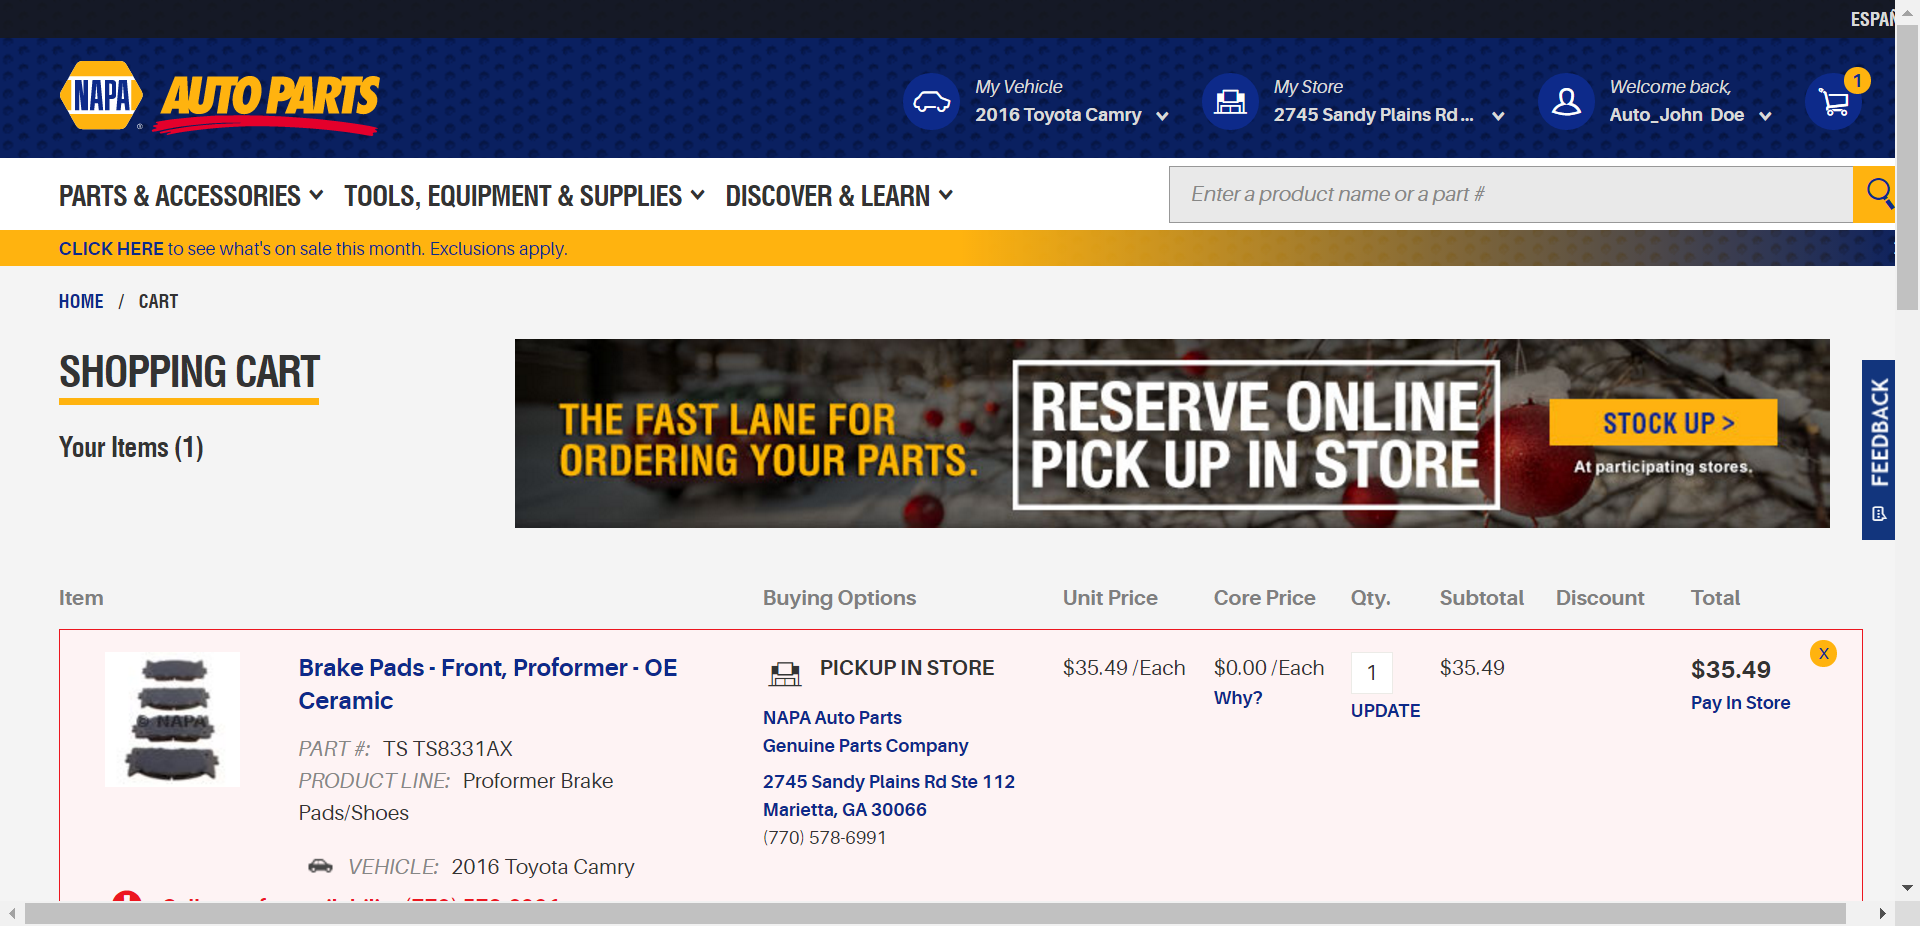 ESPAÑ
NAPA
AUTO PARTS
My Vehicle
2016 Toyota Camry
My Store
2745 Sandy Plains Rd...
Welcome back,
Auto_John Doe
1
PARTS & ACCESSORIES
TOOLS, EQUIPMENT & SUPPLIES
DISCOVER & LEARN
Enter a product name or a part #
CLICK HERE to see what's on sale this month. Exclusions apply.
HOME / CART
SHOPPING CART
Your Items (1)
THE FAST LANE FOR
ORDERING YOUR PARTS.
RESERVE ONLINE
PICK UP IN STORE
STOCK UP >
At participating stores.
FEEDBACK
Item
Buying Options
Unit Price
Core Price
Qty.
Subtotal
Discount
Total
© NAPA
Brake Pads - Front, Proformer - OE
Ceramic
PART #: TS TS8331AX
PRODUCT LINE: Proformer Brake
Pads/Shoes
VEHICLE: 2016 Toyota Camry
PICKUP IN STORE
NAPA Auto Parts
Genuine Parts Company
2745 Sandy Plains Rd Ste 112
Marietta, GA 30066
(770) 578-6991
$35.49 /Each
$0.00 /Each
Why?
1
UPDATE
$35.49
$35.49
Pay In Store
X